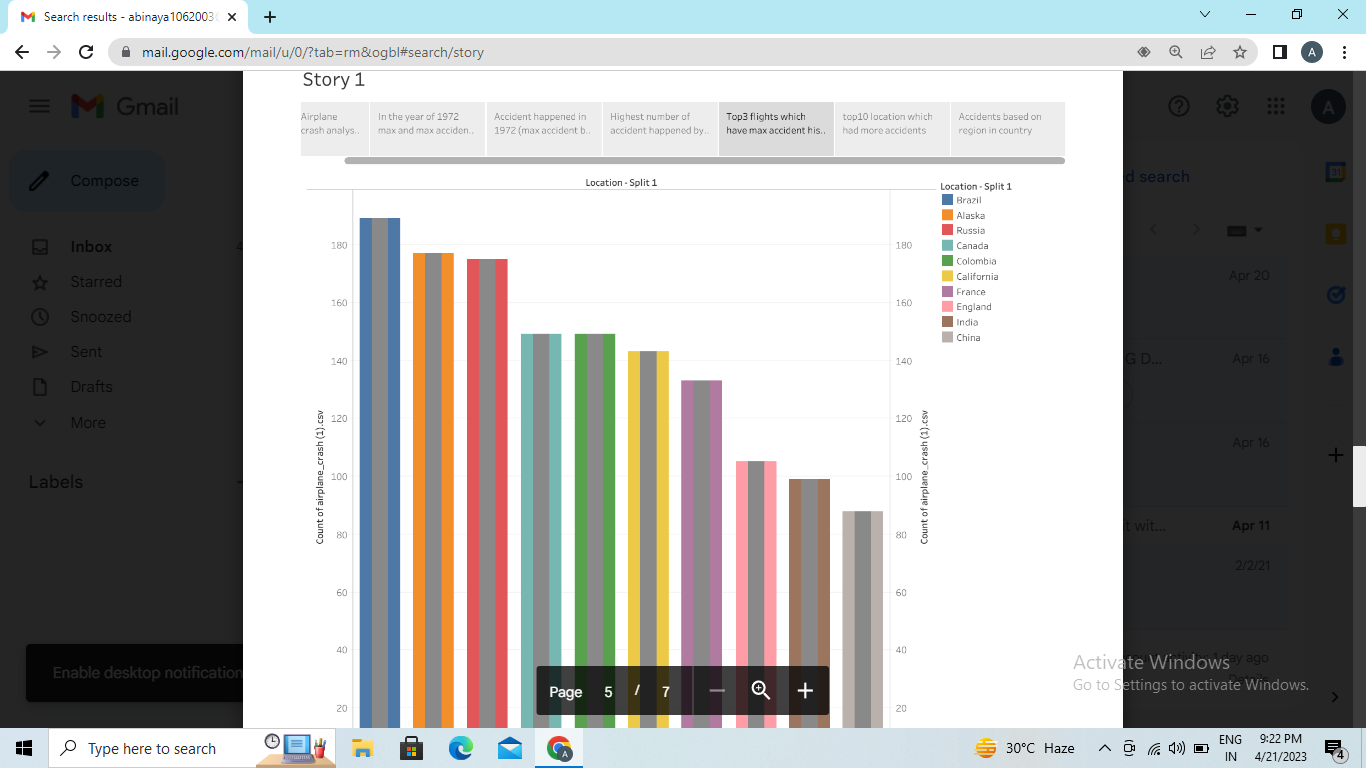 Search results - abinaya1062003
mail.google.com/mail/u/0/?tab=rm&ogbl#search/story
A
Story 1
Gmail
A
Airplane
crash analys..
In the year of 1972
max and max acciden..
Accident happened in
1972 (max accident b..
Highest number of
accident happened by..
Top3 flights which
have max accident his..
top10 location which
had more accidents
Accidents based on
region in country
Compose
Inbox
Starred
Snoozed
Sent
Drafts
More
Labels
Enable desktop notification
d search
31
Apr 20
G D...
Apr 16
Apr 16
t wit...
Apr 11
2/2/21
1 day ago
Location - Split 1
180
160
140
120
100
80
60
40
20
Count of airplane_crash (1).csv
180
160
140
120
100
80
60
40
20
Count of airplane_crash (1).csv
Location - Split 1
Brazil
Alaska
Russia
Canada
Colombia
California
France
England
India
China
Page 5 / 7
Activate Windows
Go to Settings to activate Windows.
Type here to search
A
30°C Haze
ENG
IN
9:22 PM
4/21/2023
4